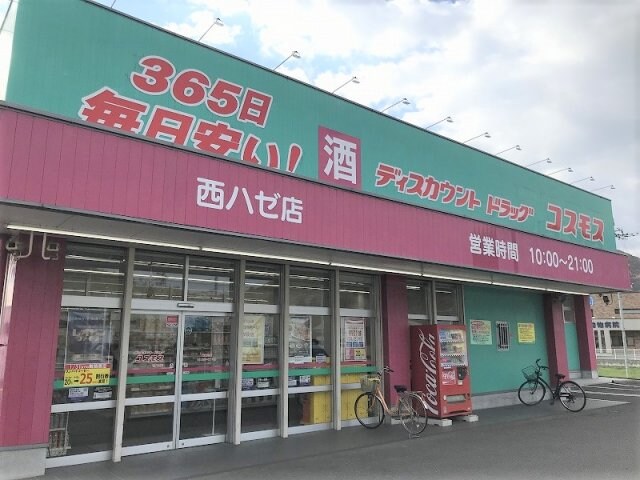 365日
毎日安い!
酒
ディスカウント ドラッグ コスモス
西ハゼ店
営業時間 10:00〜21:00
Coca-Cola
25